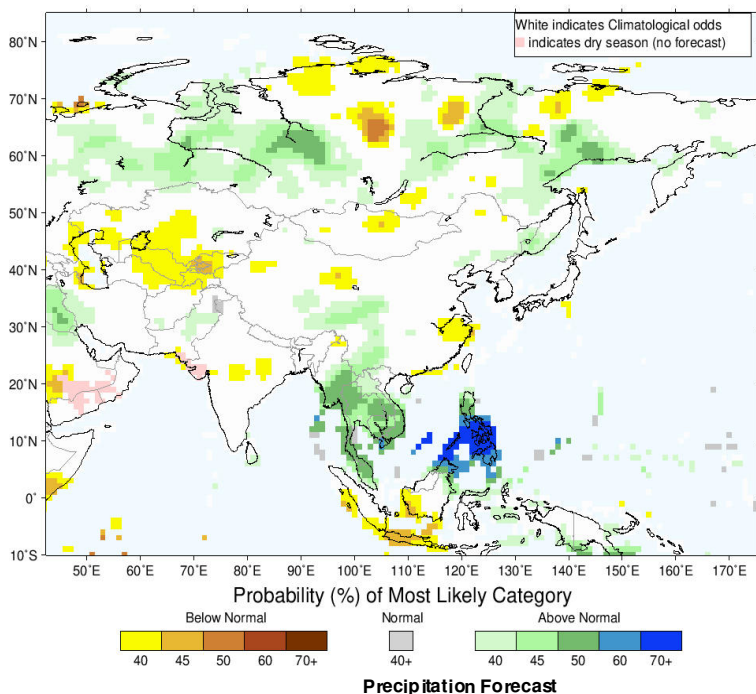 White indicates Climatological odds
indicates dry season (no forecast)
80°N
70°N
60°N
50°N
40°N
30°N
20°N
10°N
0°
10°S
50°E
60°E
70°E
80°E
90°E
100°E
110°E
120°E
130°E
140°E
150°E
160°E
170°E
Probability (%) of Most Likely Category
Below Normal
Normal
Above Normal
40 45 50 60 70+
40+
40 45 50 60 70+
Precipitation Forecast